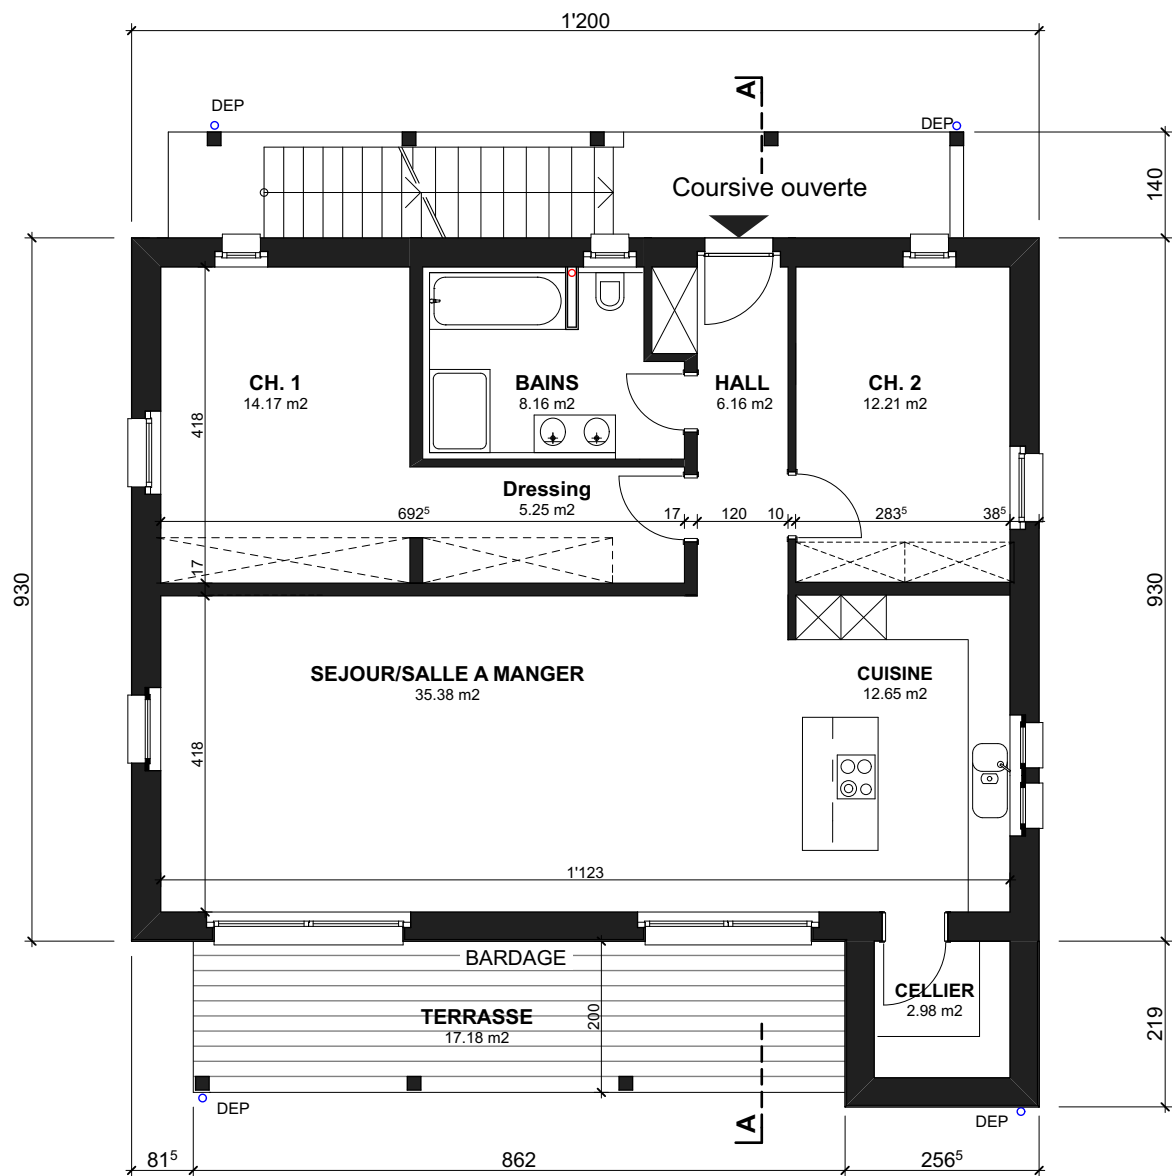 1'200
DEP
A
DEP
Coursive ouverte
140
CH. 1
14.17 m2
BAINS
8.16 m2
HALL
6.16 m2
CH. 2
12.21 m2
418
Dressing
5.25 m2
692⁵
17
120
10
283⁵
38⁵
17
930
930
SEJOUR/SALLE A MANGER
35.38 m2
CUISINE
12.65 m2
418
1'123
BARDAGE
TERRASSE
17.18 m2
200
CELLIER
2.98 m2
219
DEP
A
DEP
81⁵
862
256⁵